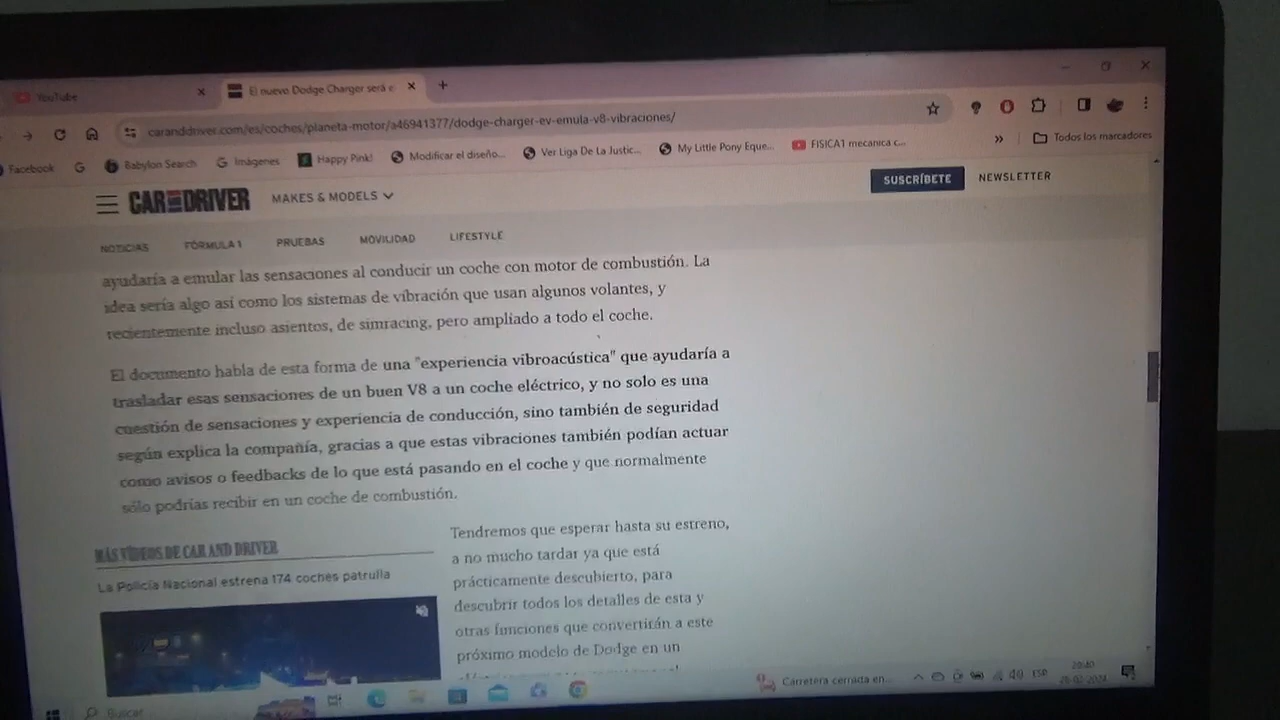 YouTube
El nuevo Dodge Charger será e
caranddriver.com/es/coches/planeta-motor/a46941377/dodge-charger-ev-emula-v8-vibraciones/
Facebook
Babylon Search
Imágenes
Happy Pink!
Modificar el diseño...
Ver Liga De La Justic...
My Little Pony Eque...
FISICA1 mecanica c...
»
Todos los marcadores
CAR AND DRIVER
MAKES & MODELS
SUSCRÍBETE
NEWSLETTER
NOTICIAS
FÓRMULA 1
PRUEBAS
MOVILIDAD
LIFESTYLE
ayudaría a emular las sensaciones al conducir un coche con motor de combustión. La
idea sería algo así como los sistemas de vibración que usan algunos volantes, y
recientemente incluso asientos, de simracing, pero ampliado a todo el coche.
El documento habla de esta forma de una "experiencia vibroacústica" que ayudaría a
trasladar esas sensaciones de un buen V8 a un coche eléctrico, y no solo es una
cuestión de sensaciones y experiencia de conducción, sino también de seguridad
según explica la compañía, gracias a que estas vibraciones también podían actuar
como avisos o feedbacks de lo que está pasando en el coche y que normalmente
sólo podrías recibir en un coche de combustión.
MÁS VÍDEOS DE CAR AND DRIVER
La Policía Nacional estrena 174 coches patrulla
Tendremos que esperar hasta su estreno,
a no mucho tardar ya que está
prácticamente descubierto, para
descubrir todos los detalles de esta y
otras funciones que convertirán a este
próximo modelo de Dodge en un
Buscar
Carretera cerrada en...
ESP
20:40